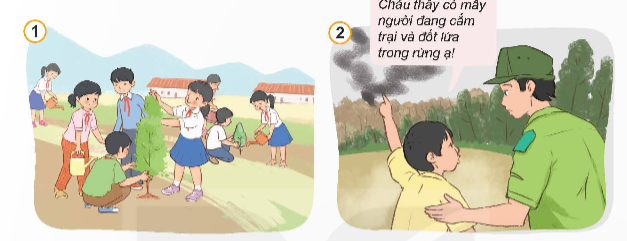 1
2
Cháu thấy có mấy
người đang cắm
trại và đốt lửa
trong rừng ạ!